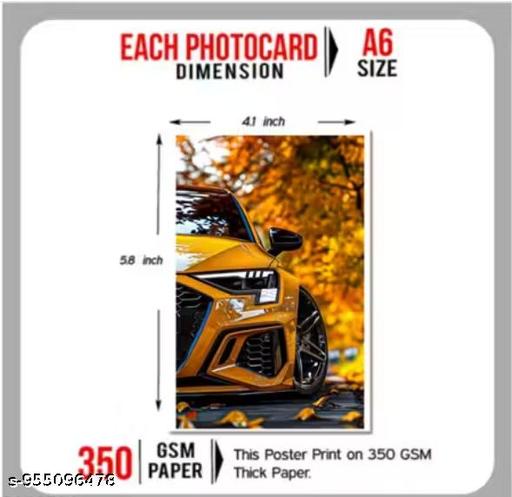 EACH PHOTOCARD
DIMENSION
A6
SIZE
4.1 inch
5.8 inch
350
GSM
PAPER
This Poster Print on 350 GSM
Thick Paper.
s-955096478